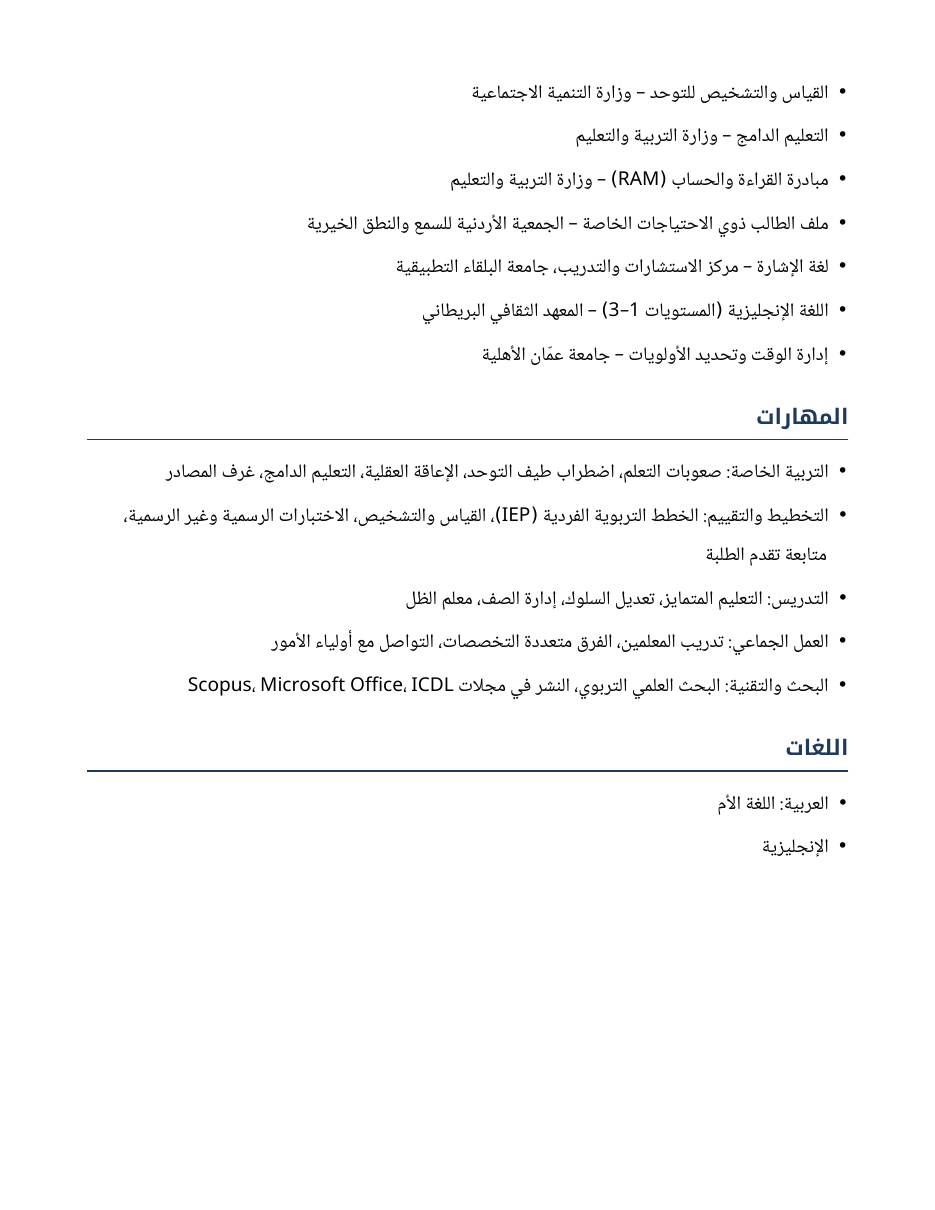 • القياس والتشخيص للتوحد – وزارة التنمية الاجتماعية
• التعليم الدامج – وزارة التربية والتعليم
• مبادرة القراءة والحساب (RAM) – وزارة التربية والتعليم
• ملف الطالب ذوي الاحتياجات الخاصة – الجمعية الأردنية للسمع والنطق الخيرية
• لغة الإشارة – مركز الاستشارات والتدريب، جامعة البلقاء التطبيقية
• اللغة الإنجليزية (المستويات 1–3) – المعهد الثقافي البريطاني
• إدارة الوقت وتحديد الأولويات – جامعة عمّان الأهلية
المهارات
• التربية الخاصة: صعوبات التعلم، اضطراب طيف التوحد، الإعاقة العقلية، التعليم الدامج، غرف المصادر
• التخطيط والتقييم: الخطط التربوية الفردية (IEP)، القياس والتشخيص، الاختبارات الرسمية وغير الرسمية،
متابعة تقدم الطلبة
• التدريس: التعليم المتمايز، تعديل السلوك، إدارة الصف، معلم الظل
• العمل الجماعي: تدريب المعلمين، الفرق متعددة التخصصات، التواصل مع أولياء الأمور
• البحث والتقنية: البحث العلمي التربوي، النشر في مجلات Scopus، Microsoft Office، ICDL
اللغات
• العربية: اللغة الأم
• الإنجليزية